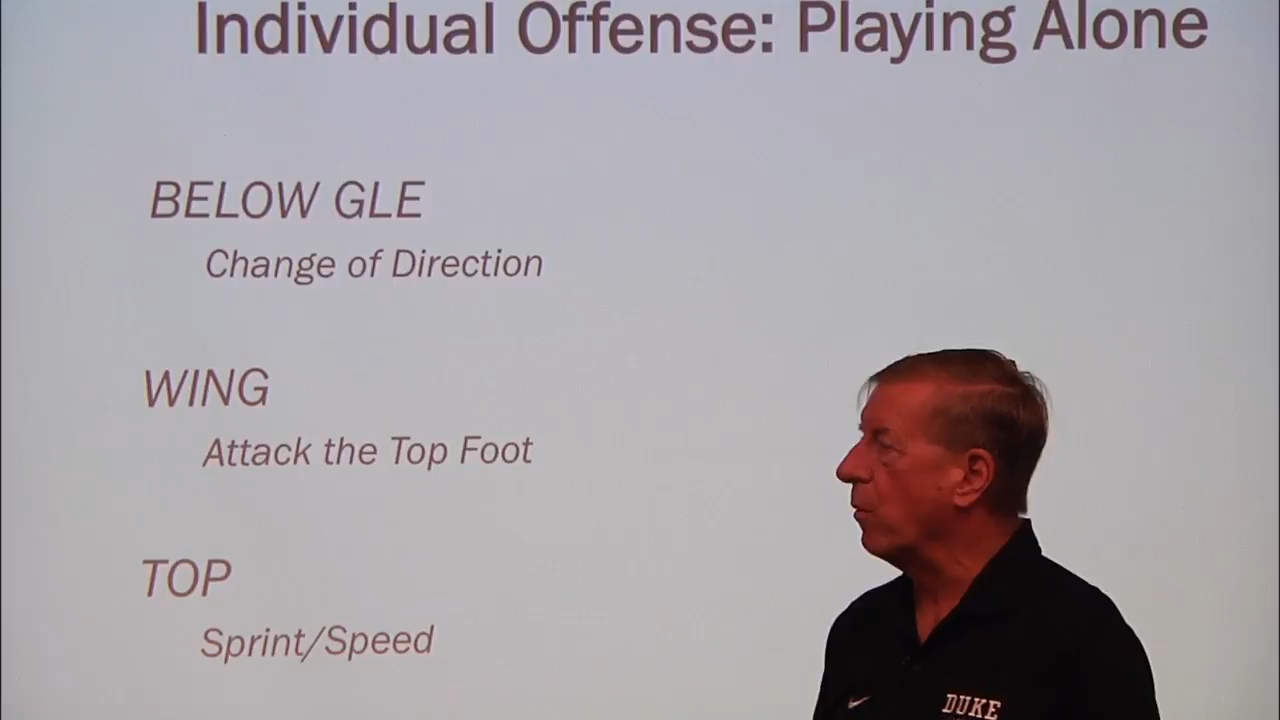 Individual Offense: Playing Alone
BELOW GLE
Change of Direction
WING
Attack the Top Foot
TOP
Sprint/Speed
DUKE